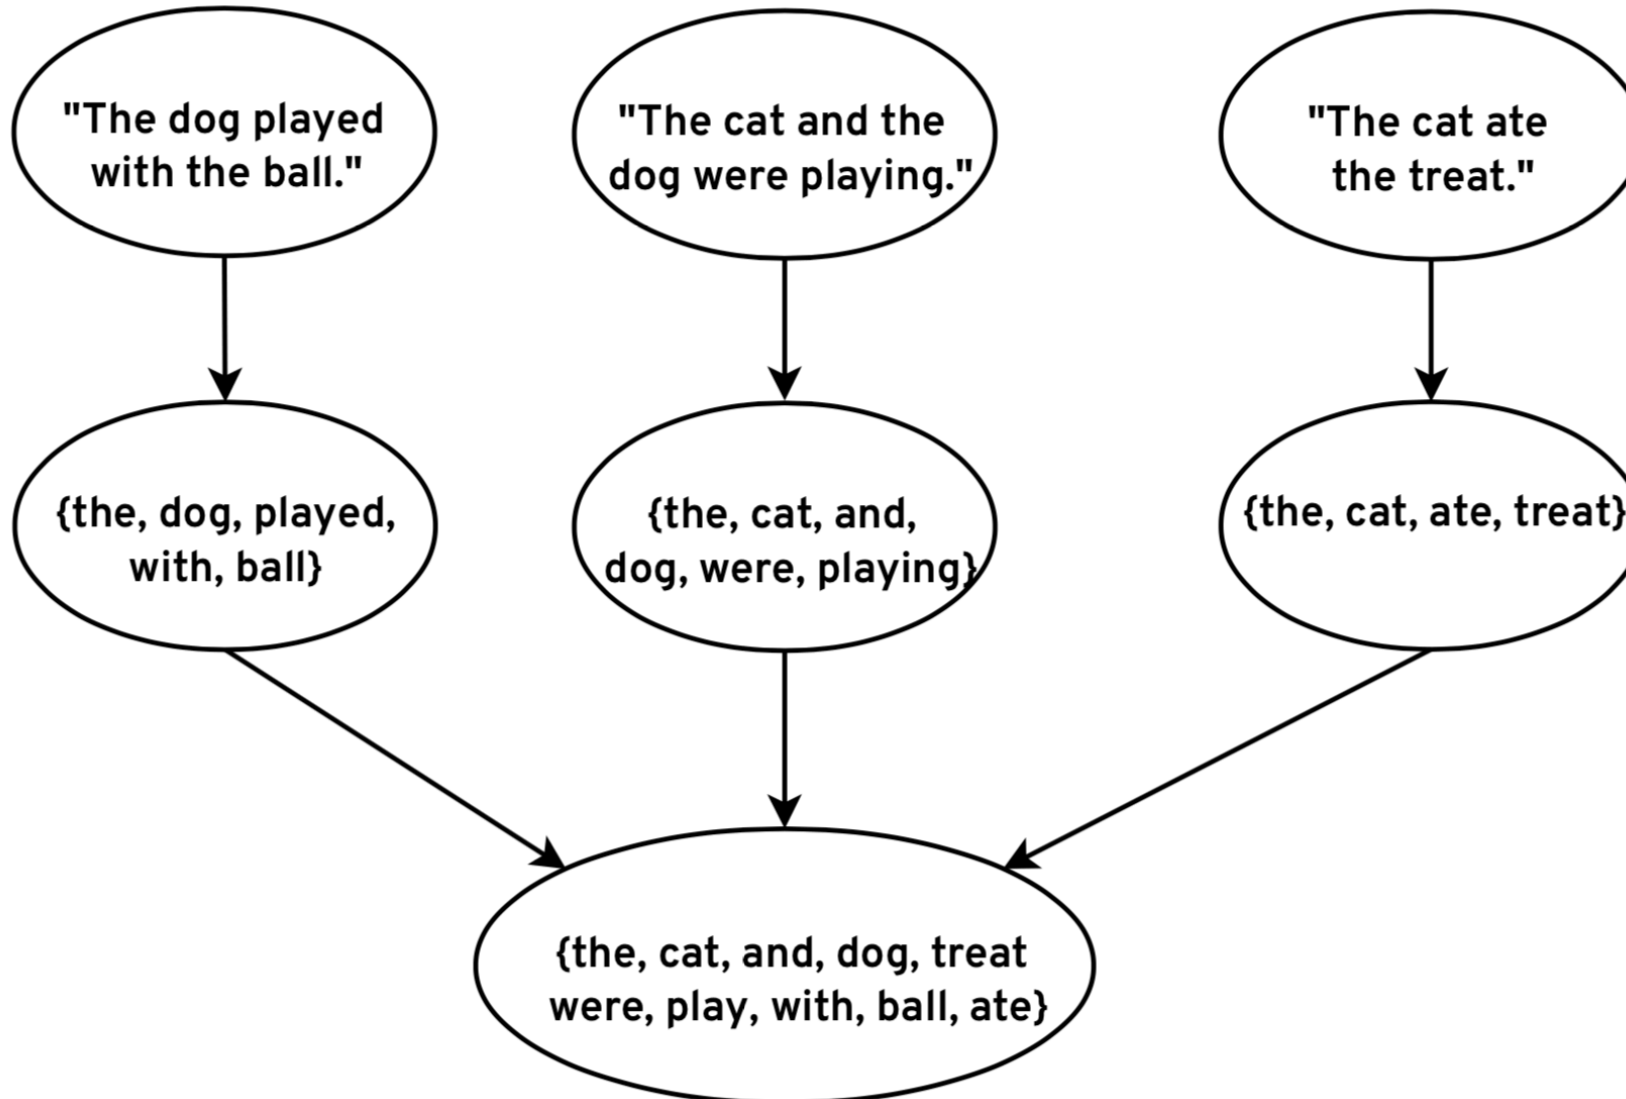 "The dog played
with the ball."
"The cat and the
dog were playing."
"The cat ate
the treat."
{the, dog, played,
with, ball}
{the, cat, and,
dog, were, playing}
{the, cat, ate, treat}
{the, cat, and, dog, treat
were, play, with, ball, ate}